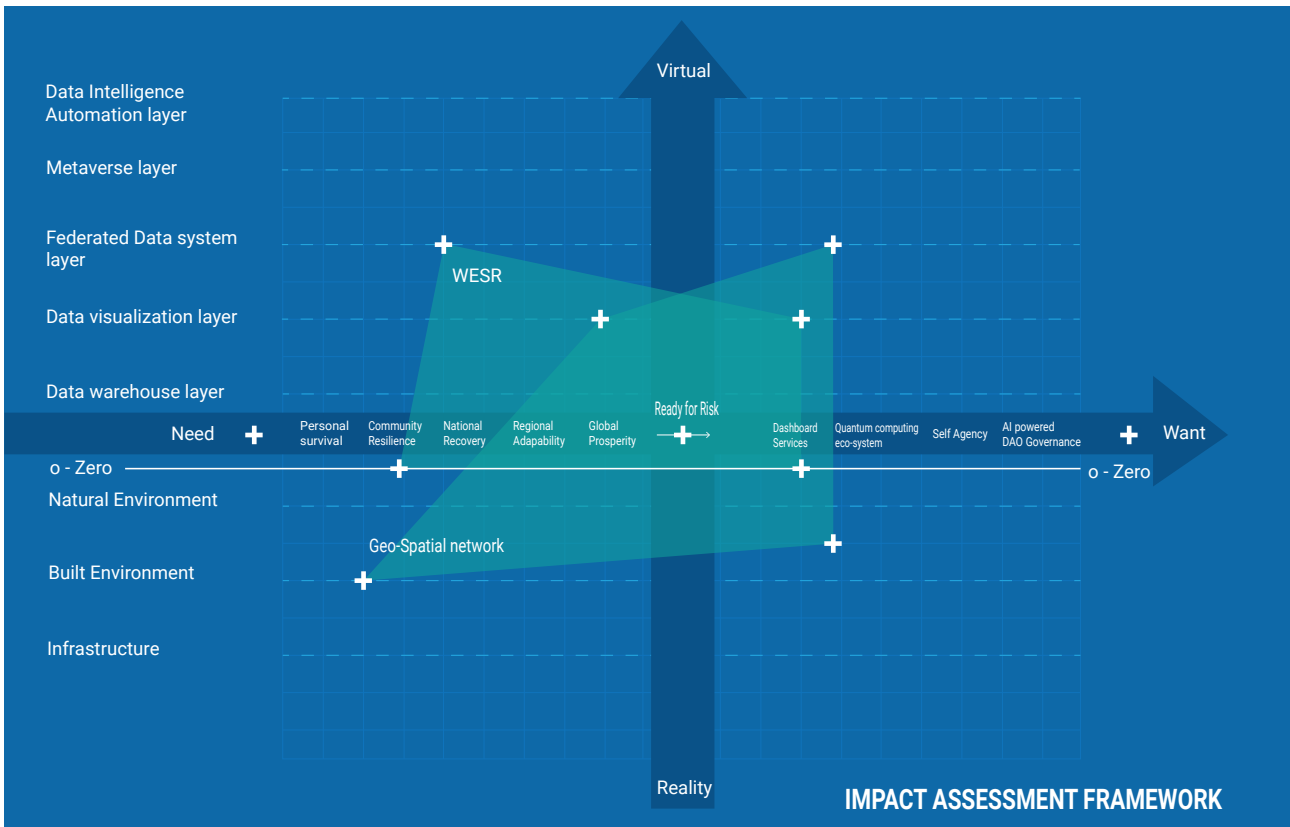 Virtual
Data Intelligence
Automation layer
Metaverse layer
Federated Data system
layer
WESR
Data visualization layer
Data warehouse layer
Ready for Risk
Need
Personal
survival
Community
Resilience
National
Recovery
Regional
Adapability
Global
Prosperity
Dashboard
Services
Quantum computing
eco-system
Self Agency
AI powered
DAO Governance
Want
o - Zero
o - Zero
Natural Environment
Geo-Spatial network
Built Environment
Infrastructure
Reality
IMPACT ASSESSMENT FRAMEWORK